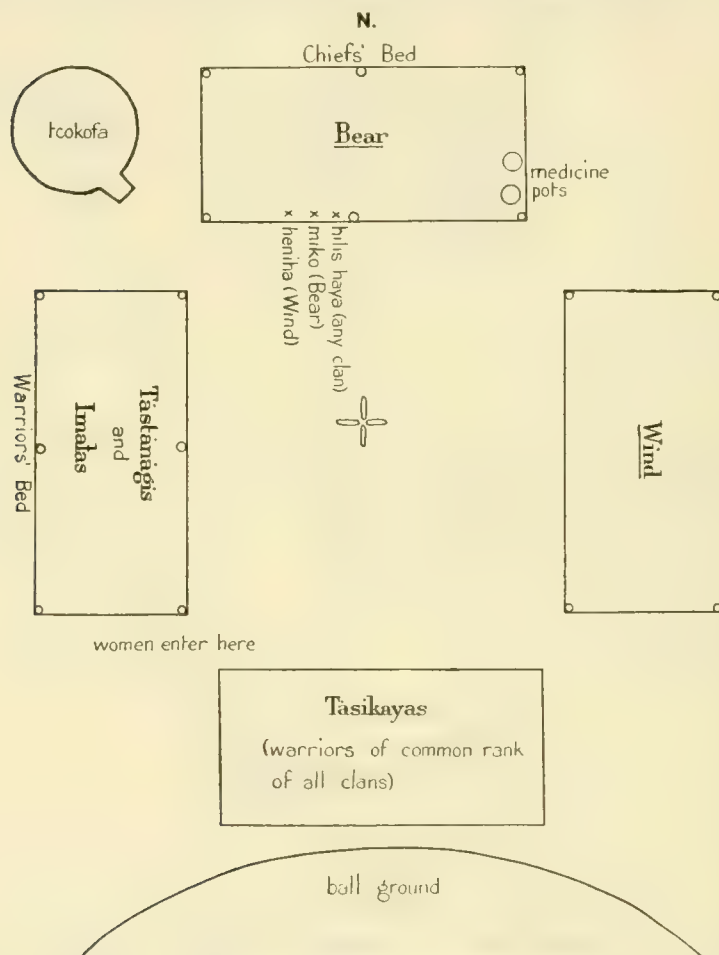 N.
Chiefs' Bed
tcokofa
Bear
medicine
pots
hilis haya (any clan)
miko (Bear)
heniha (Wind)
Warriors' Bed
Tastanagis
and
Imalas
Wind
women enter here
Tasikayas
(warriors of common rank
of all clans)
ball ground